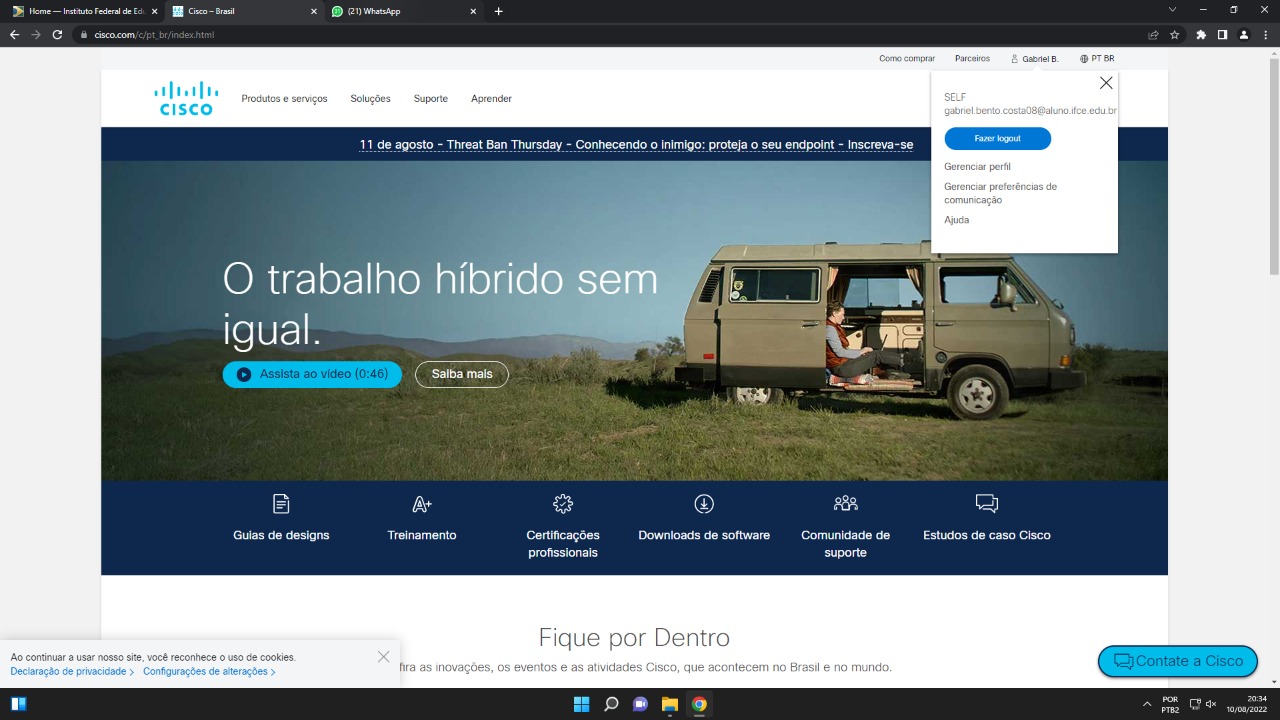 Home — Instituto Federal de Edu
Cisco – Brasil
(21) WhatsApp
cisco.com/c/pt_br/index.html
Como comprar
Parceiros
Gabriel B.
PT BR
CISCO
Produtos e serviços
Soluções
Suporte
Aprender
SELF
gabriel.bento.costa08@aluno.ifce.edu.br
Fazer logout
Gerenciar perfil
Gerenciar preferências de
comunicação
Ajuda
11 de agosto - Threat Ban Thursday - Conhecendo o inimigo: proteja o seu endpoint - Inscreva-se
O trabalho híbrido sem
igual.
Assista ao vídeo (0:46)
Saiba mais
Guias de designs
Treinamento
Certificações
profissionais
Downloads de software
Comunidade de
suporte
Estudos de caso Cisco
Fique por Dentro
fira as inovações, os eventos e as atividades Cisco, que acontecem no Brasil e no mundo.
Ao continuar a usar nosso site, você reconhece o uso de cookies.
Declaração de privacidade >
Configurações de alterações >
Contate a Cisco
POR
PTB2
20:34
10/08/2022